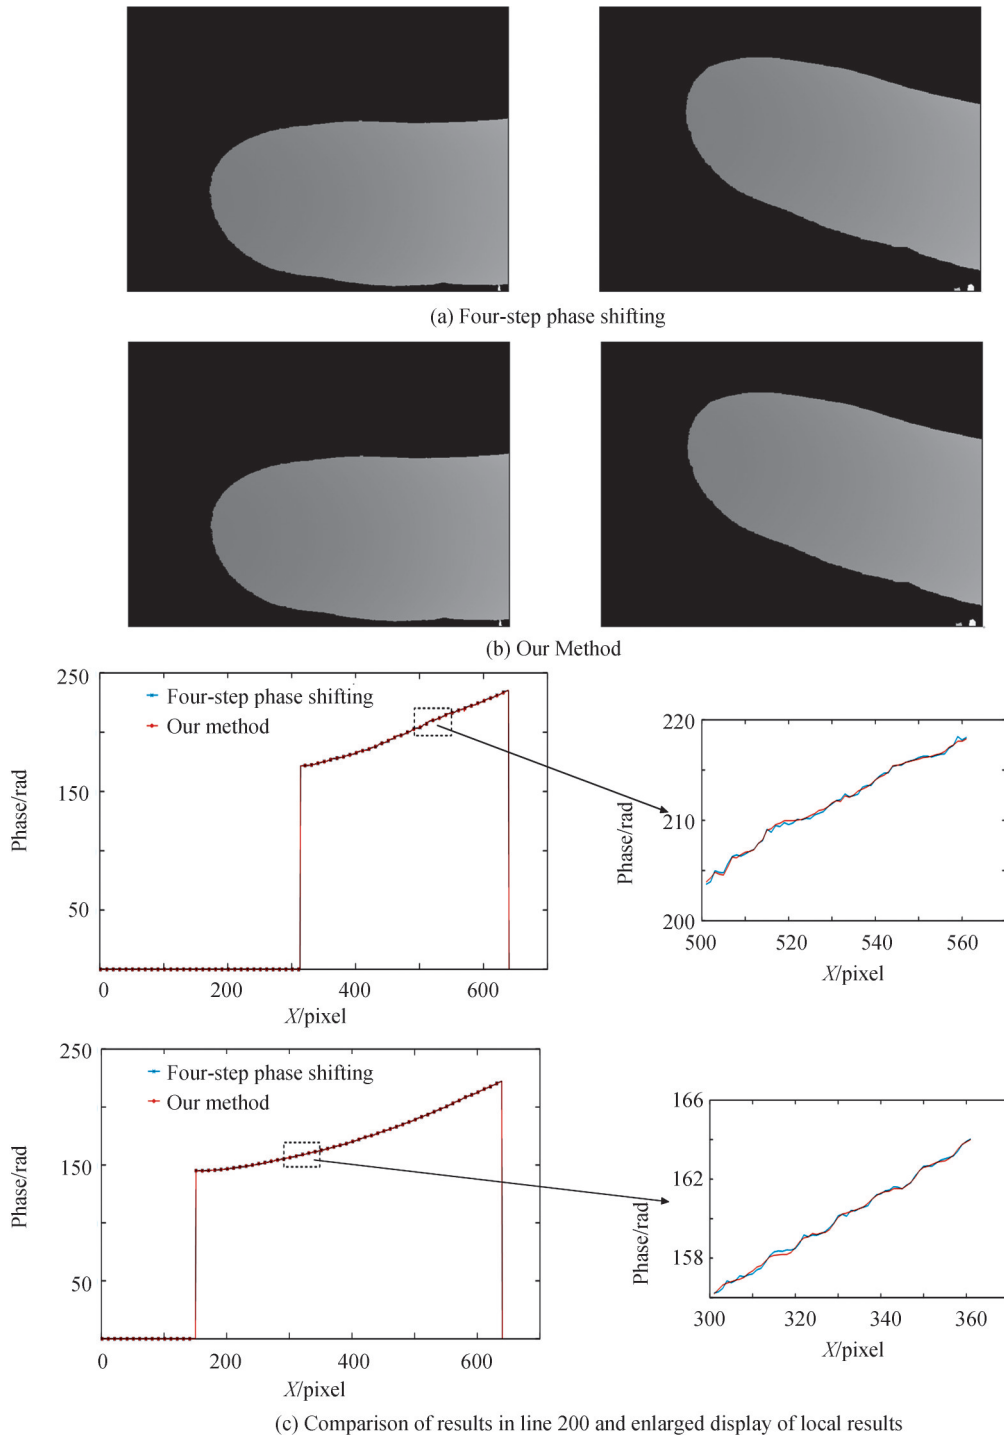 (a) Four-step phase shifting
(b) Our Method
250
150
50
Phase/rad
Four-step phase shifting
Our method
0
200
400
600
X/pixel
220
210
200
Phase/rad
500
520
540
560
X/pixel
250
150
50
Phase/rad
Four-step phase shifting
Our method
0
200
400
600
X/pixel
166
162
158
Phase/rad
300
320
340
360
X/pixel
(c) Comparison of results in line 200 and enlarged display of local results